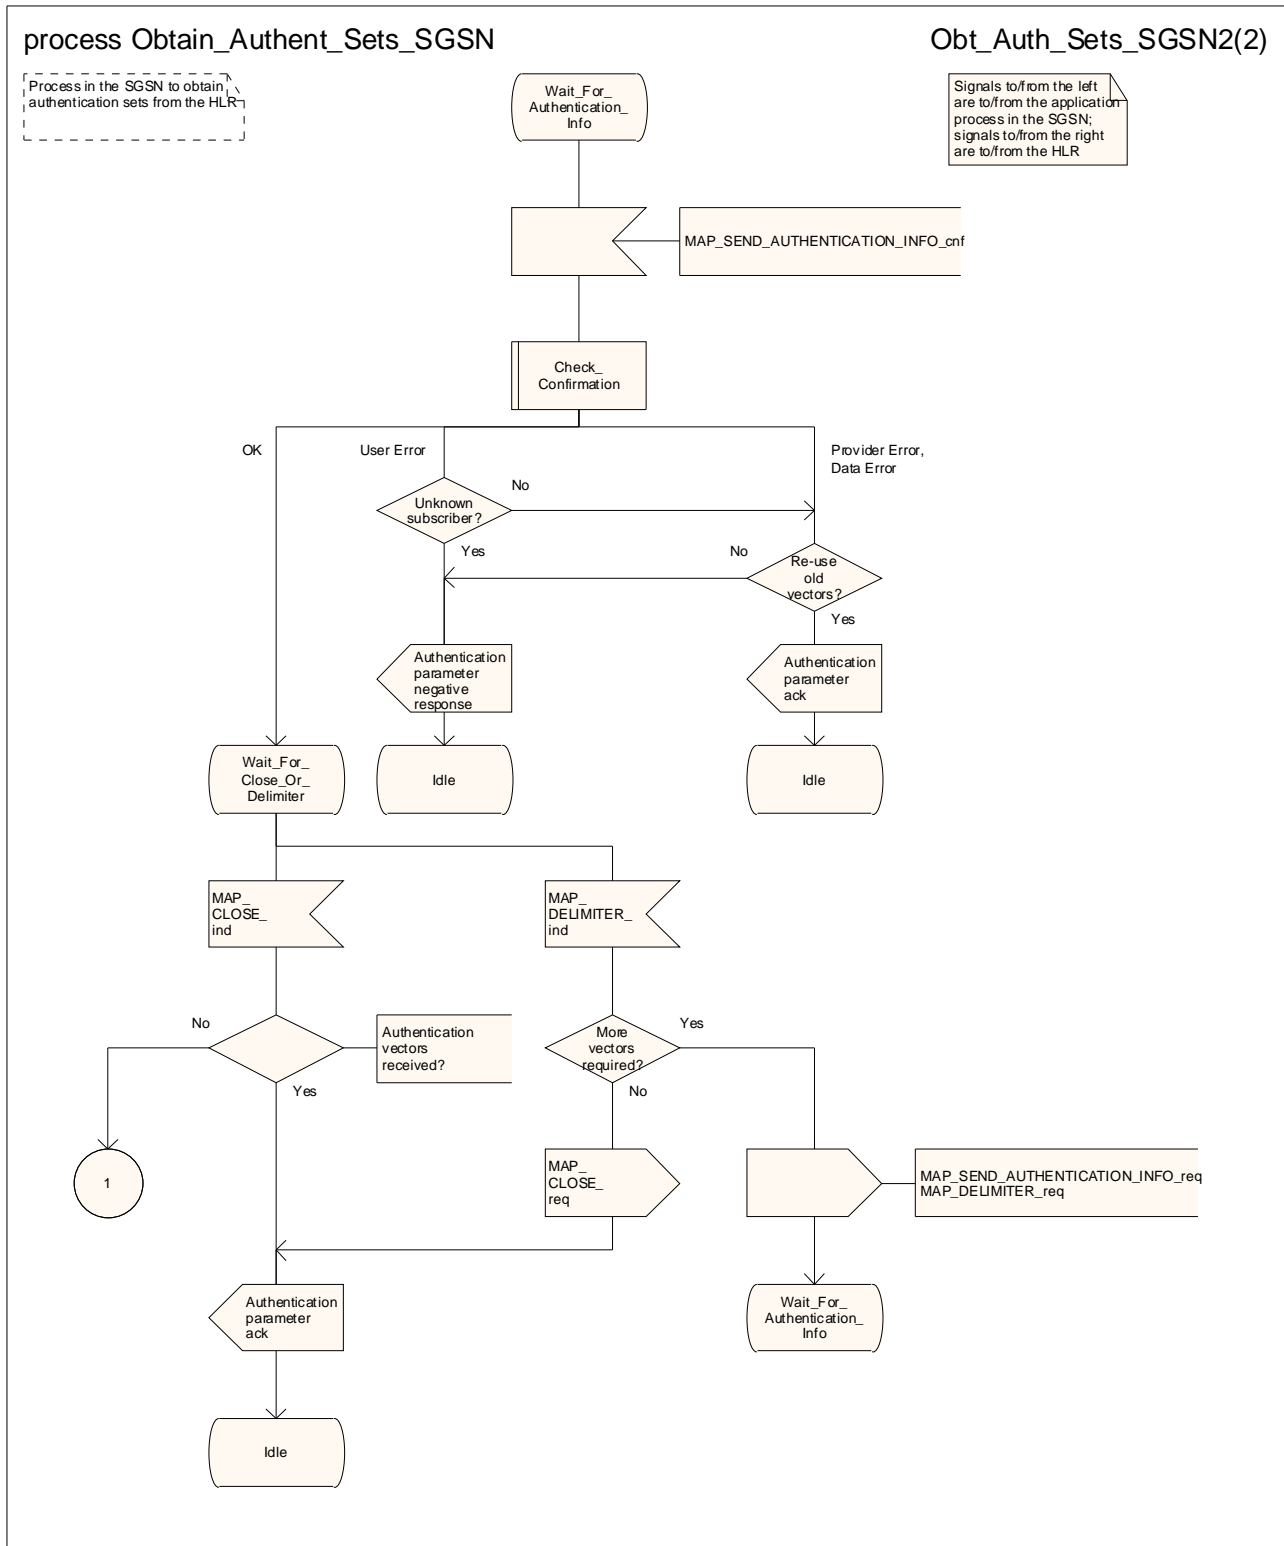 process Obtain_Authent_Sets_SGSN
Obt_Auth_Sets_SGSN2(2)
Process in the SGSN to obtain
authentication sets from the HLR
Wait_For_
Authentication_
Info
Signals to/from the left
are to/from the application
process in the SGSN;
signals to/from the right
are to/from the HLR
MAP_SEND_AUTHENTICATION_INFO_cnf
Check_
Confirmation
OK
User Error
Provider Error,
Data Error
Unknown
subscriber?
No
Yes
No
Re-use
old
vectors?
Yes
Authentication
parameter
negative
response
Authentication
parameter
ack
Wait_For_
Close_Or_
Delimiter
Idle
Idle
MAP_
CLOSE_
ind
MAP_
DELIMITER_
ind
No
Authentication
vectors
received?
Yes
More
vectors
required?
Yes
No
1
MAP_
CLOSE_
req
MAP_SEND_AUTHENTICATION_INFO_req
MAP_DELIMITER_req
Authentication
parameter
ack
Wait_For_
Authentication_
Info
Idle